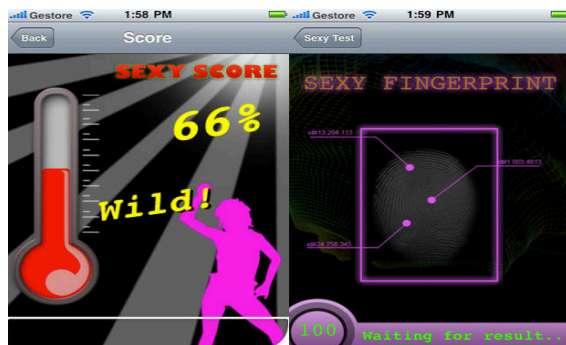 Gestore 1:58 PM
Back Score
SEXY SCORE
66%
Wild!
Gestore 1:59 PM
Sexy Test
SEXY FINGERPRINT
100 Waiting for result..